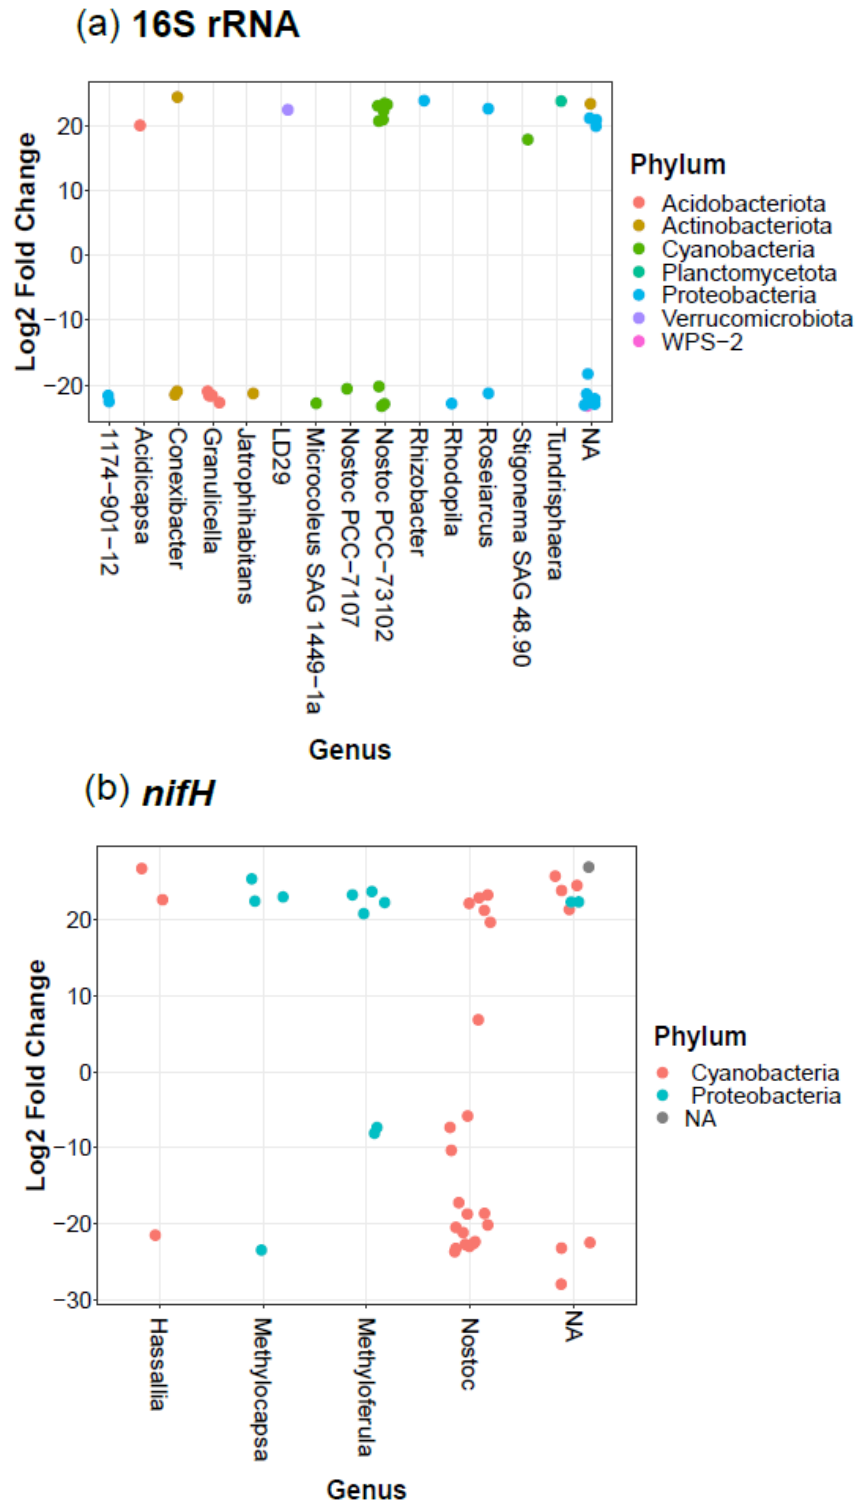 (a) 16S rRNA
Log2 Fold Change
20
10
0
−10
−20
1174−901−12
Acidicapsa
Conexibacter
Granulicella
Jatrophihabitans
LD29
Microcoleus SAG 1449−1a
Nostoc PCC−7107
Nostoc PCC−73102
Rhizobacter
Rhodopila
Roseiarcus
Stigonema SAG 48.90
Tundrisphaera
NA
Genus
Phylum
Acidobacteriota
Actinobacteriota
Cyanobacteria
Planctomycetota
Proteobacteria
Verrucomicrobiota
WPS−2
(b) nifH
Log2 Fold Change
20
10
0
−10
−20
−30
Hassallia
Methylocapsa
Methyloferula
Nostoc
NA
Genus
Phylum
Cyanobacteria
Proteobacteria
NA